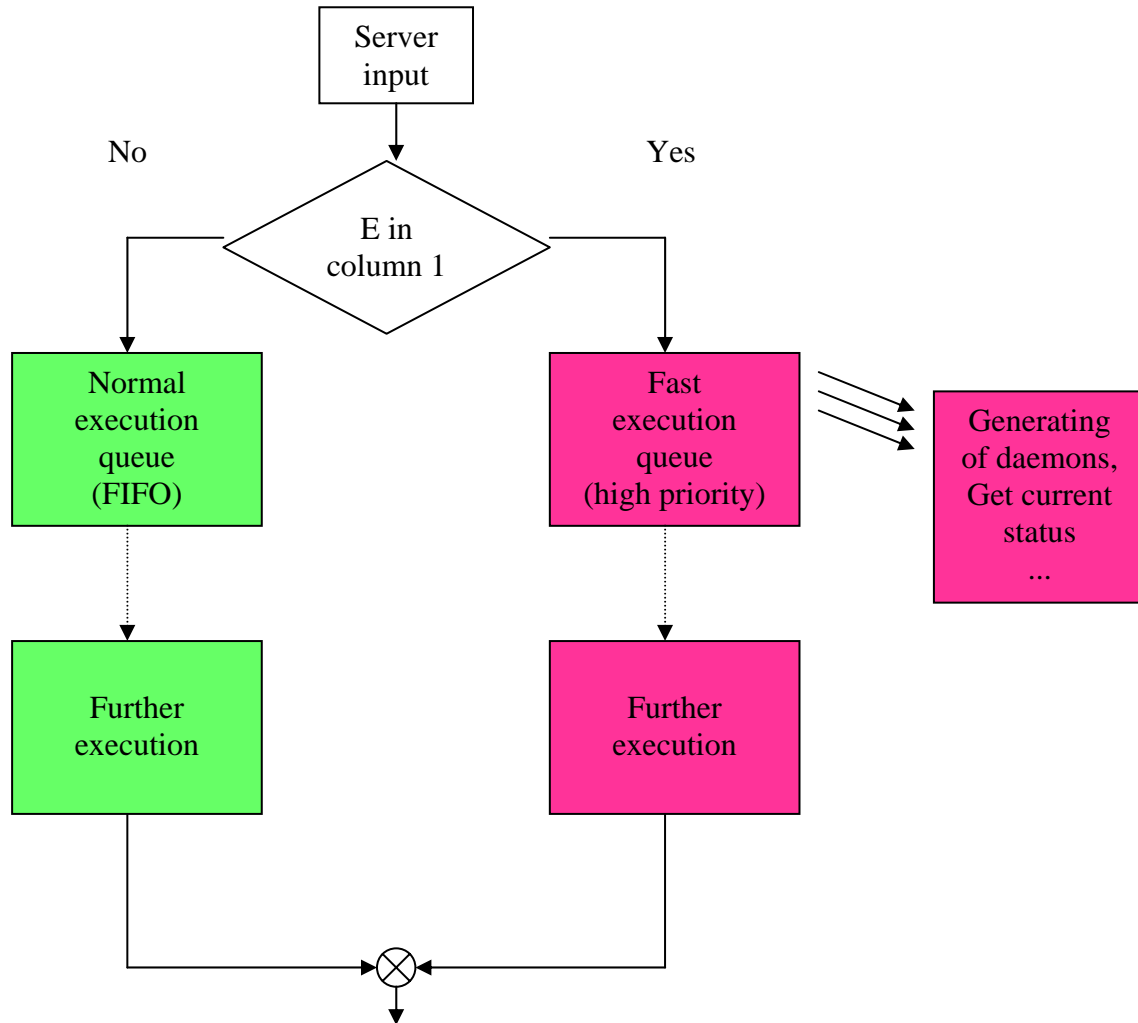 Server
input
No
Yes
E in
column 1
Normal
execution
queue
(FIFO)
Fast
execution
queue
(high priority)
Generating
of daemons,
Get current
status
...
Further
execution
Further
execution